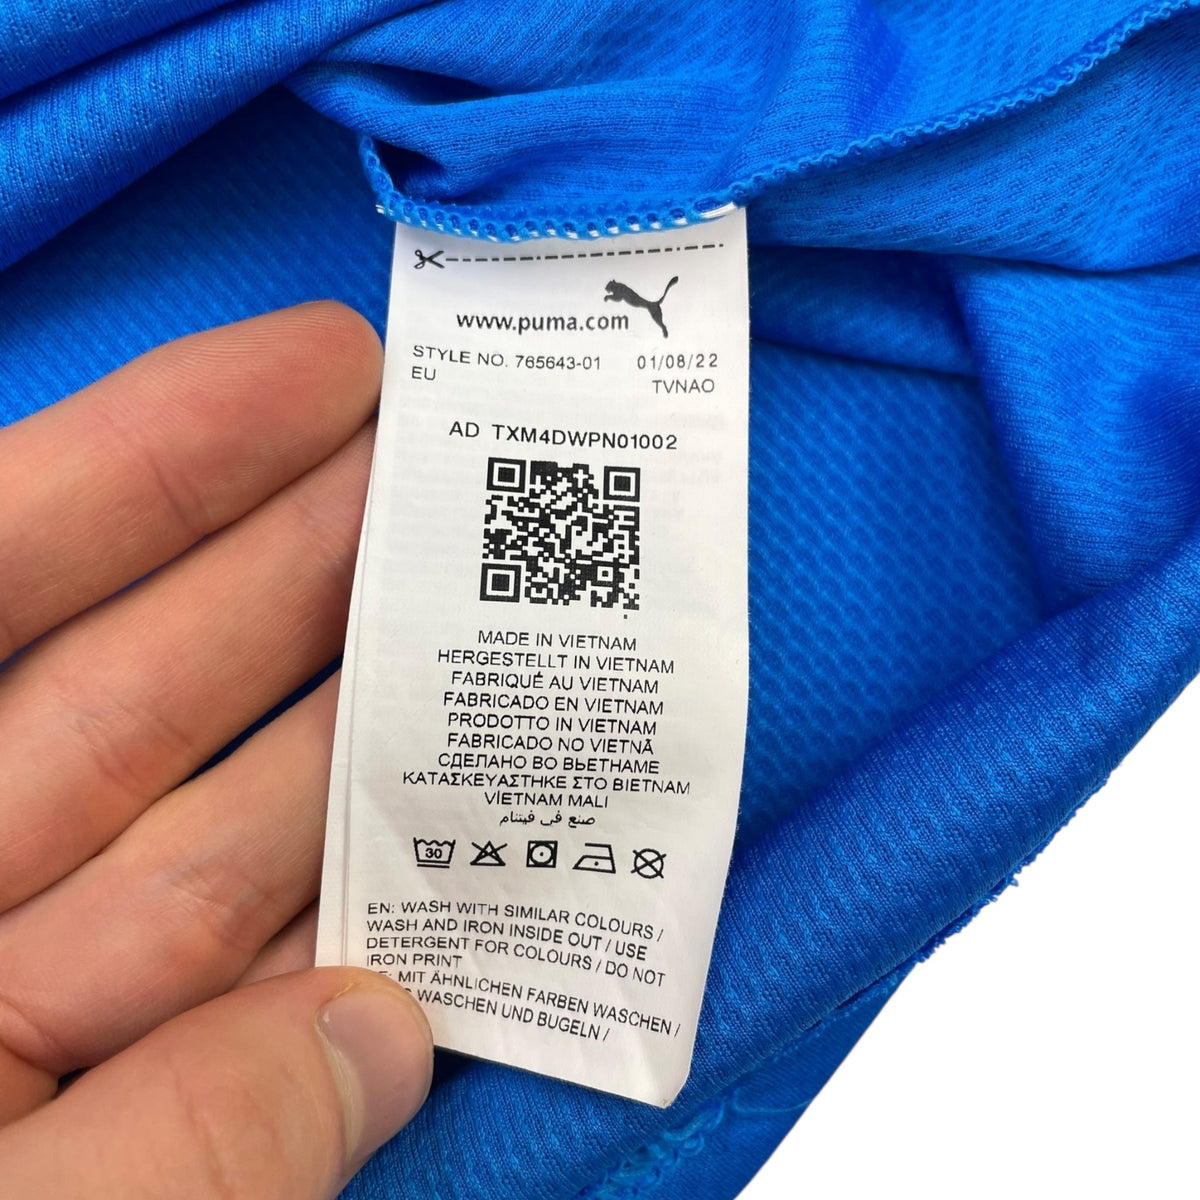 www.puma.com
STYLE NO. 765643-01 01/08/22
EU TVNAO
AD TXM4DWPN01002
MADE IN VIETNAM
HERGESTELLT IN VIETNAM
FABRIQUÉ AU VIETNAM
FABRICADO EN VIETNAM
PRODOTTO IN VIETNAM
FABRICADO NO VIETNÃ
СДЕЛАНО ВО ВЬЕТНАМЕ
ΚΑΤΑΣΚΕΥΑΣΤΗΚΕ ΣΤΟ ΒΙΕΤΝΑΜ
VİETNAM MALI
صنع في فيتنام
30
EN: WASH WITH SIMILAR COLOURS /
WASH AND IRON INSIDE OUT / USE
DETERGENT FOR COLOURS / DO NOT
IRON PRINT
MIT ÄHNLICHEN FARBEN WASCHEN /
WASCHEN UND BUGELN /